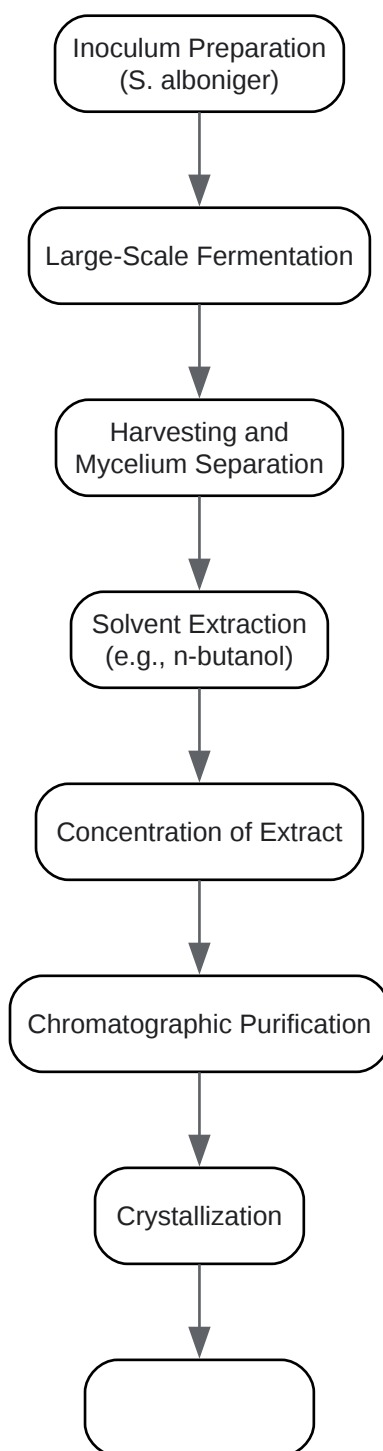 Inoculum Preparation
(S. alboniger)
Large-Scale Fermentation
Harvesting and
Mycelium Separation
Solvent Extraction
(e.g., n-butanol)
Concentration of Extract
Chromatographic Purification
Crystallization